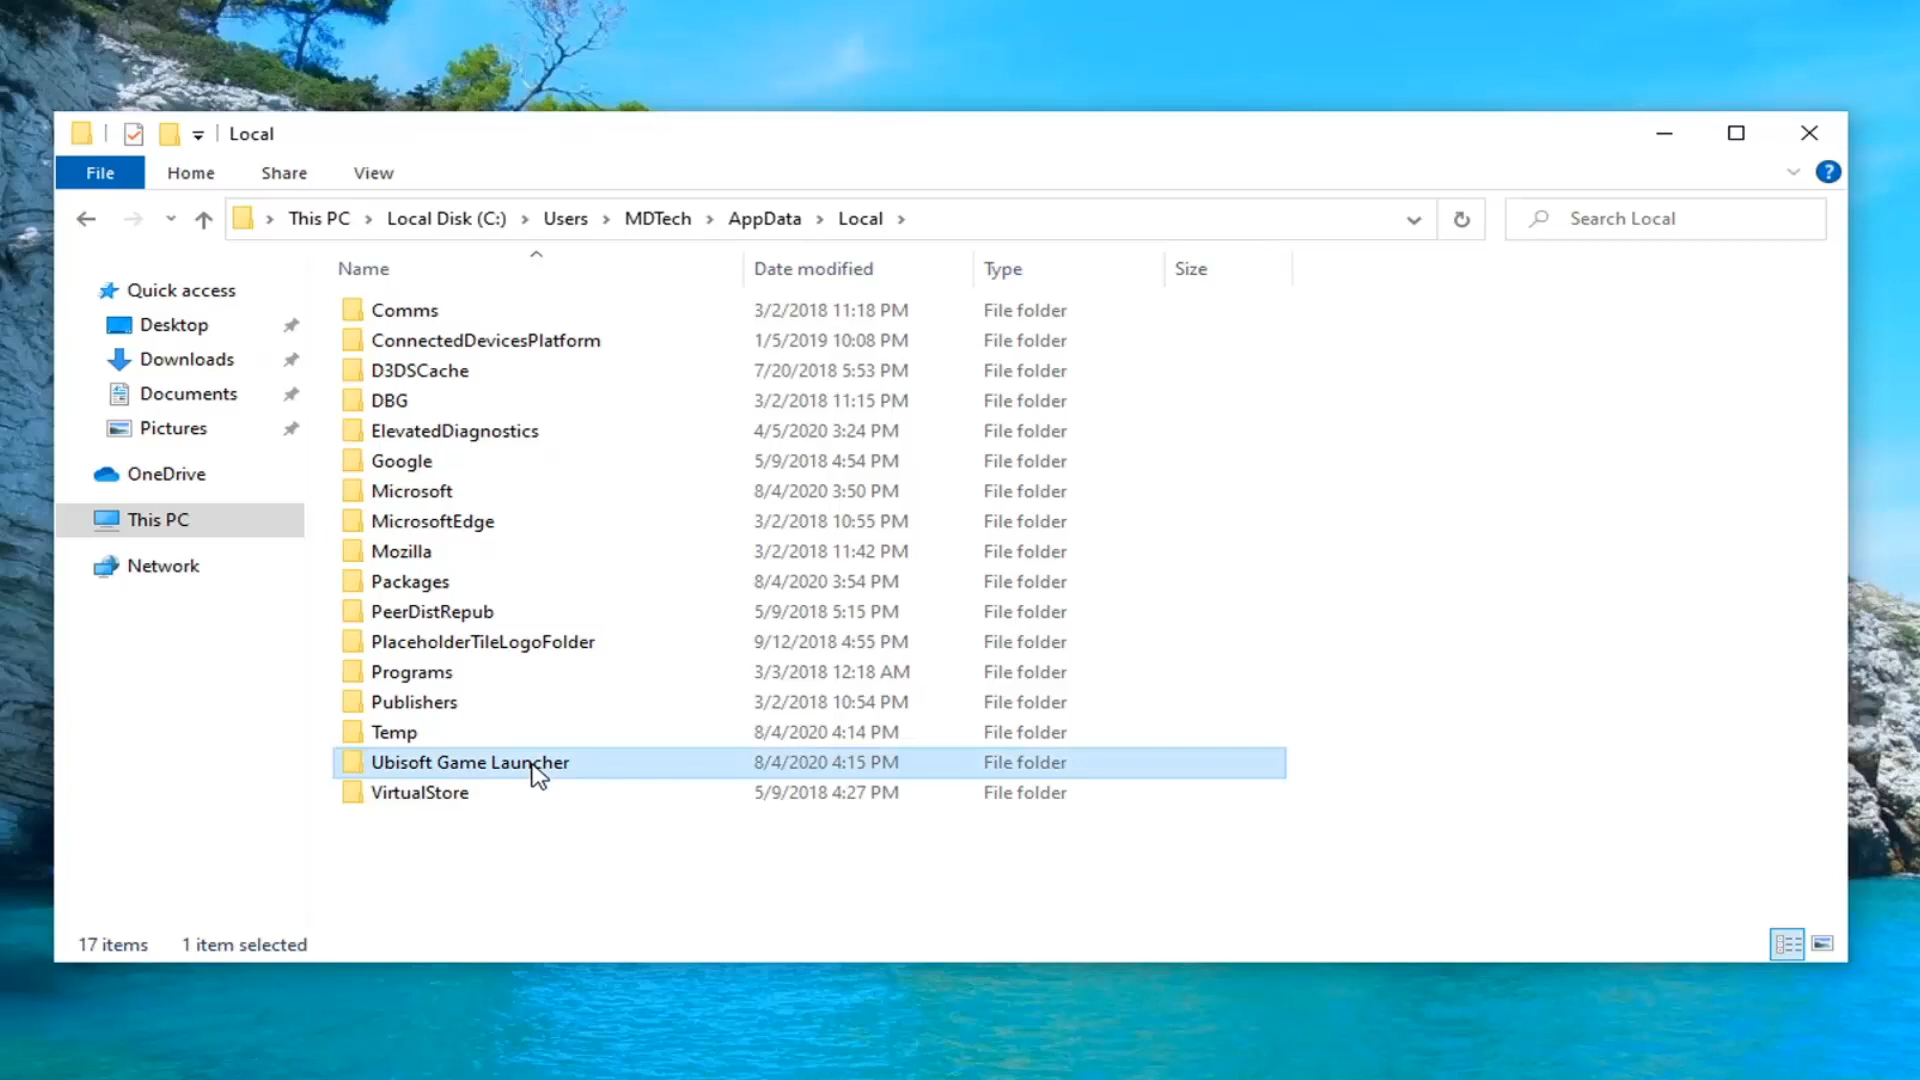 Local
File Home Share View
This PC Local Disk (C:) Users MDTech AppData Local
Search Local
Name Date modified Type Size
Quick access
Desktop
Downloads
Documents
Pictures
OneDrive
This PC
Network
Comms 3/2/2018 11:18 PM File folder
ConnectedDevicesPlatform 1/5/2019 10:08 PM File folder
D3DSCache 7/20/2018 5:53 PM File folder
DBG 3/2/2018 11:15 PM File folder
ElevatedDiagnostics 4/5/2020 3:24 PM File folder
Google 5/9/2018 4:54 PM File folder
Microsoft 8/4/2020 3:50 PM File folder
MicrosoftEdge 3/2/2018 10:55 PM File folder
Mozilla 3/2/2018 11:42 PM File folder
Packages 8/4/2020 3:54 PM File folder
PeerDistRepub 5/9/2018 5:15 PM File folder
PlaceholderTileLogoFolder 9/12/2018 4:55 PM File folder
Programs 3/3/2018 12:18 AM File folder
Publishers 3/2/2018 10:54 PM File folder
Temp 8/4/2020 4:14 PM File folder
Ubisoft Game Launcher 8/4/2020 4:15 PM File folder
VirtualStore 5/9/2018 4:27 PM File folder
17 items 1 item selected